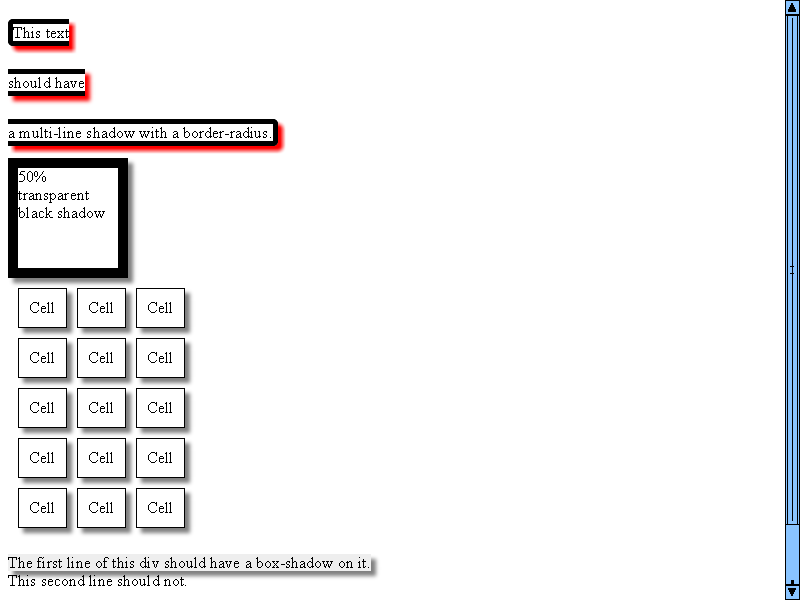 This text
should have
a multi-line shadow with a border-radius.
50%
transparent
black shadow
Cell Cell Cell
Cell Cell Cell
Cell Cell Cell
Cell Cell Cell
Cell Cell Cell
The first line of this div should have a box-shadow on it.
This second line should not.